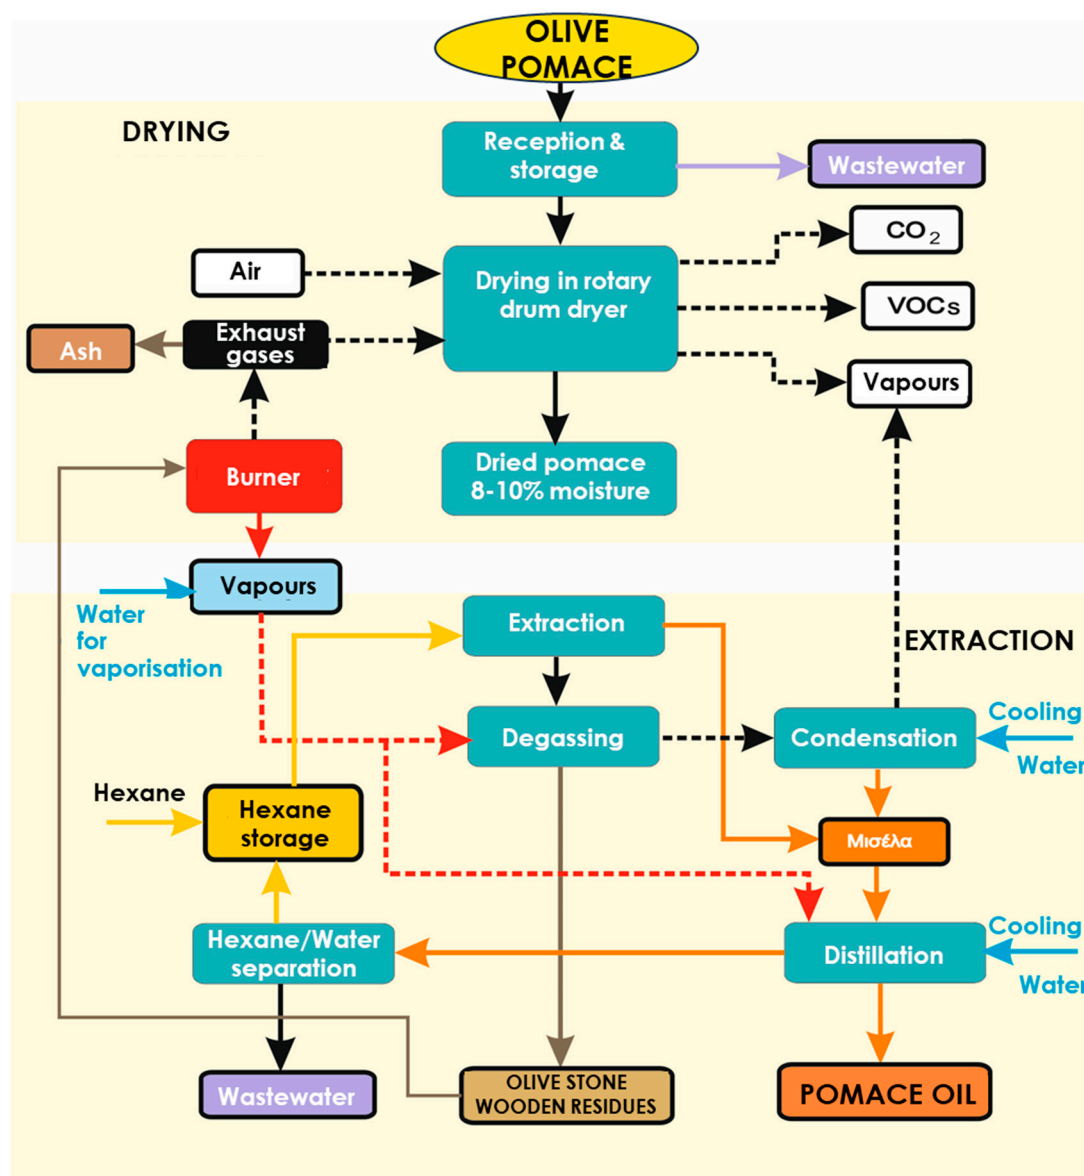 OLIVE
POMACE
DRYING
Reception &
storage
Wastewater
CO₂
Air
Drying in rotary
drum dryer
VOCs
Exhaust
gases
Ash
Vapours
Burner
Dried pomace
8-10% moisture
Vapours
Water
for
vaporisation
Extraction
EXTRACTION
Degassing
Condensation
Cooling
Water
Hexane
Hexane
storage
Μισέλα
Hexane/Water
separation
Distillation
Cooling
Water
Wastewater
OLIVE STONE
WOODEN RESIDUES
POMACE OIL